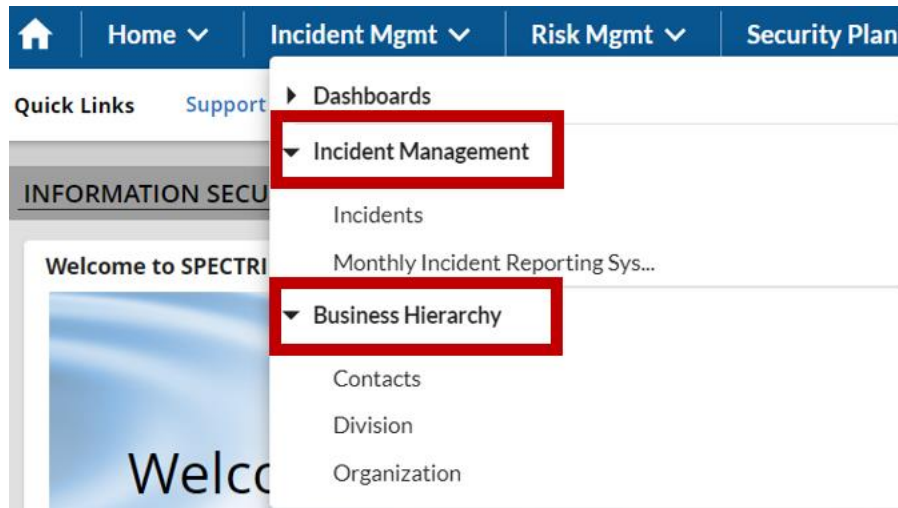 Home Incident Mgmt Risk Mgmt Security Plan
Quick Links Support
Dashboards
Incident Management
INFORMATION SECU
Incidents
Welcome to SPECTRI
Monthly Incident Reporting Sys...
Business Hierarchy
Contacts
Division
Welco
Organization